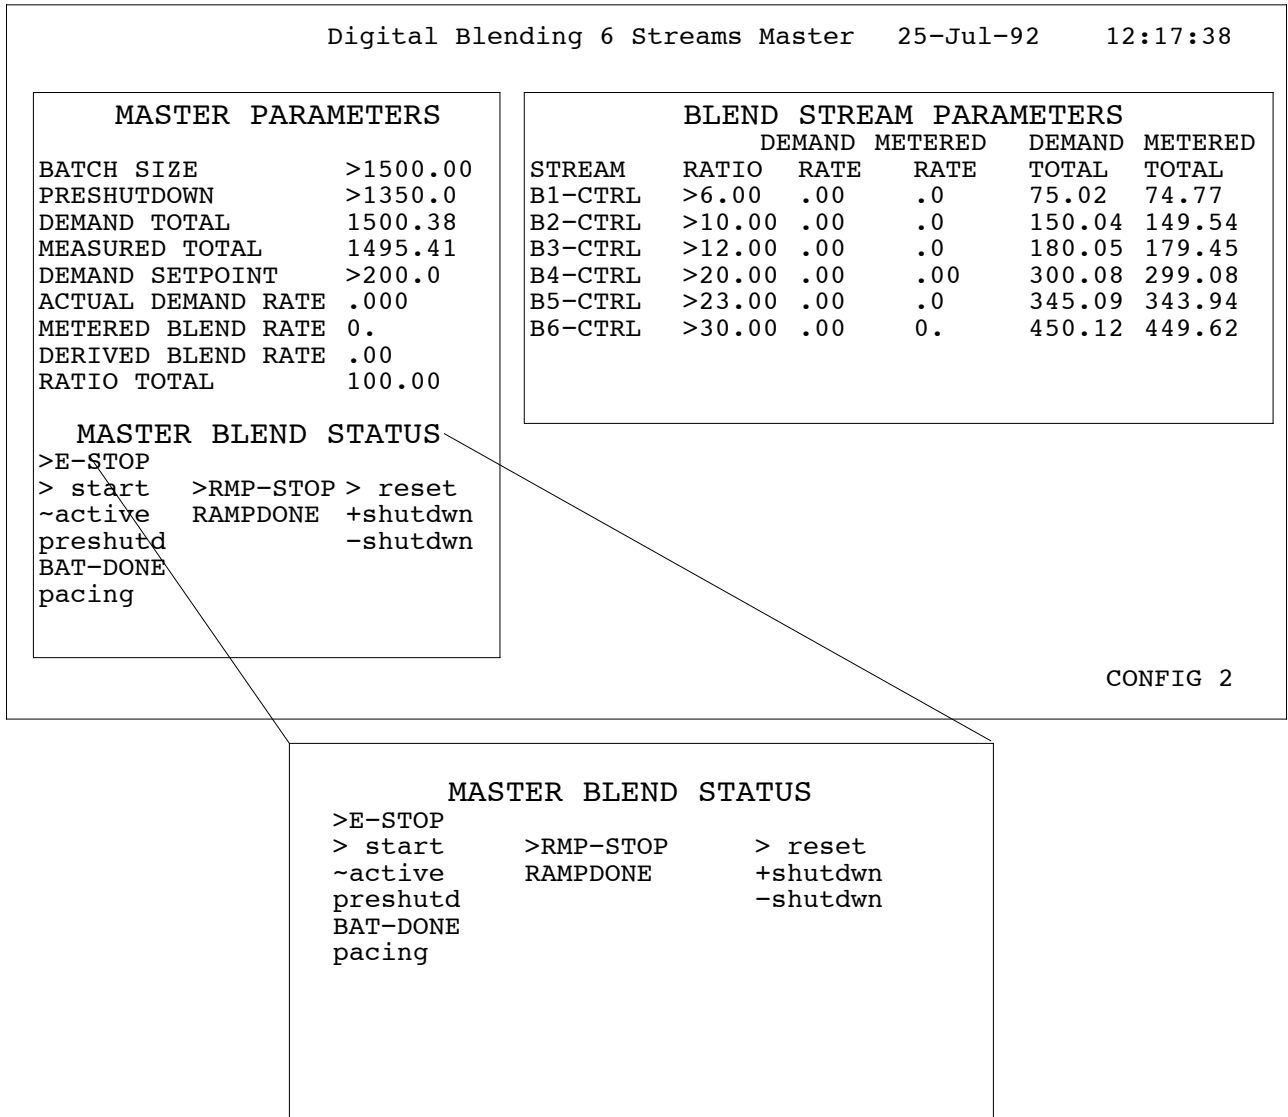 Digital Blending 6 Streams Master 25-Jul-92 12:17:38
MASTER PARAMETERS
BATCH SIZE >1500.00
PRESHUTDOWN >1350.0
DEMAND TOTAL 1500.38
MEASURED TOTAL 1495.41
DEMAND SETPOINT >200.0
ACTUAL DEMAND RATE .000
METERED BLEND RATE 0.
DERIVED BLEND RATE .00
RATIO TOTAL 100.00
MASTER BLEND STATUS
>E-STOP
> start >RMP-STOP > reset
~active RAMPDONE +shutdwn
preshutd -shutdwn
BAT-DONE
pacing
BLEND STREAM PARAMETERS
DEMAND METERED DEMAND METERED
STREAM RATIO RATE RATE TOTAL TOTAL
B1-CTRL >6.00 .00 .0 75.02 74.77
B2-CTRL >10.00 .00 .0 150.04 149.54
B3-CTRL >12.00 .00 .0 180.05 179.45
B4-CTRL >20.00 .00 .00 300.08 299.08
B5-CTRL >23.00 .00 .0 345.09 343.94
B6-CTRL >30.00 .00 0. 450.12 449.62
CONFIG 2
MASTER BLEND STATUS
>E-STOP
> start >RMP-STOP > reset
~active RAMPDONE +shutdwn
preshutd -shutdwn
BAT-DONE
pacing